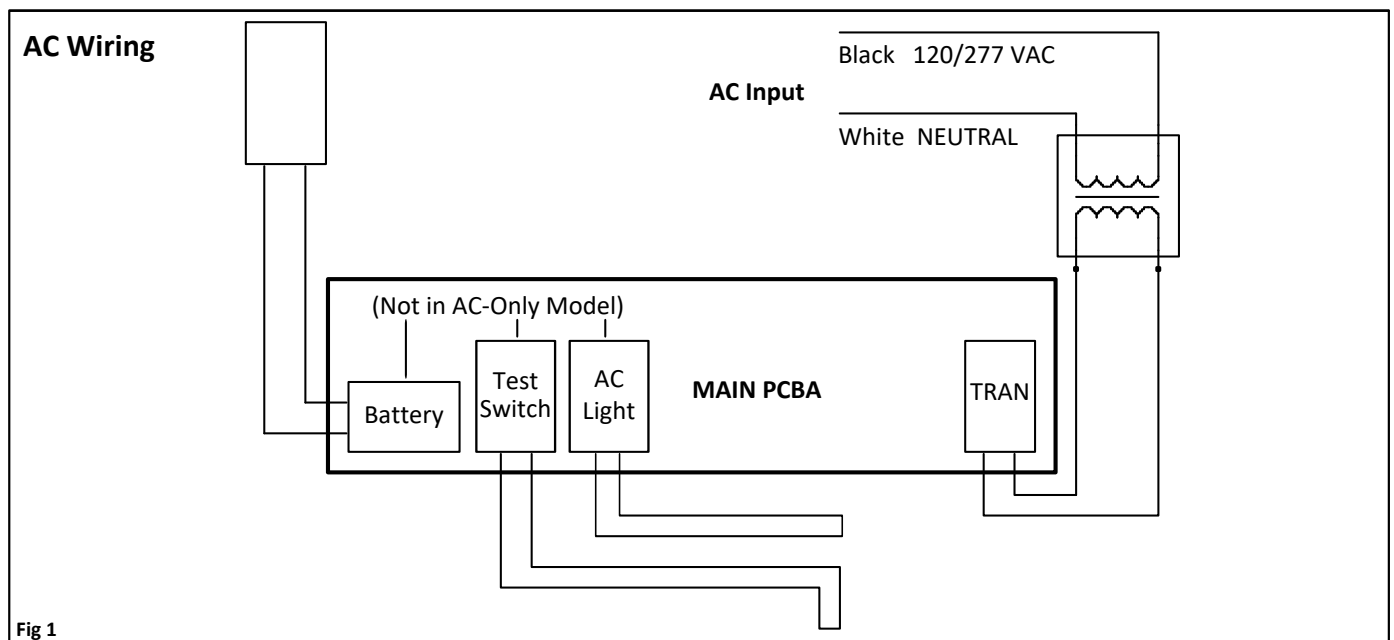 AC Wiring
Black 120/277 VAC
AC Input
White NEUTRAL
(Not in AC-Only Model)
Battery
Test
Switch
AC
Light
MAIN PCBA
TRAN
Fig 1